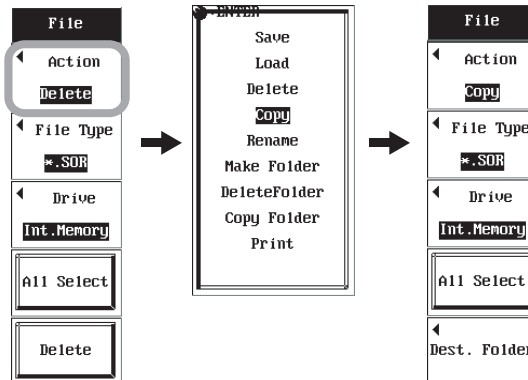 File
Action
Delete
File Type
*.SOR
Drive
Int.Memory
All Select
Delete
:ENTER
Save
Load
Delete
Copy
Rename
Make Folder
DeleteFolder
Copy Folder
Print
File
Action
Copy
File Type
*.SOR
Drive
Int.Memory
All Select
Dest. Folder